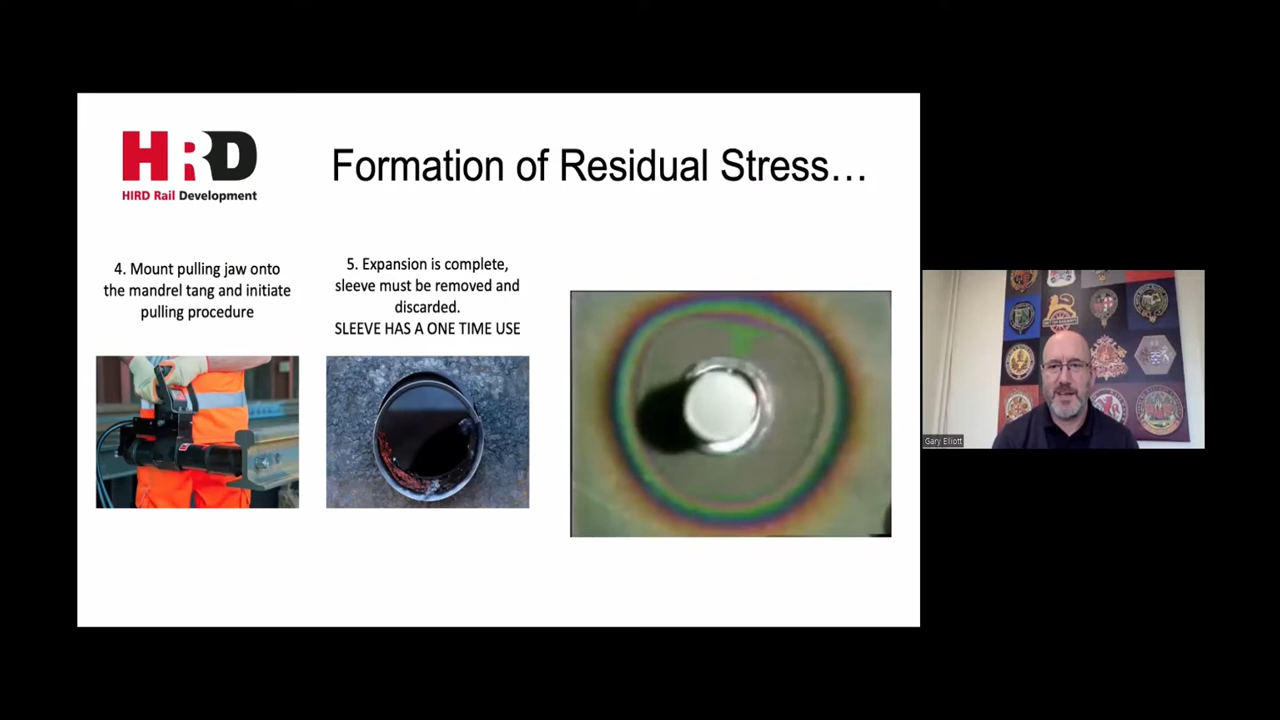 HRD
HIRD Rail Development
Formation of Residual Stress...
4. Mount pulling jaw onto
the mandrel tang and initiate
pulling procedure
5. Expansion is complete,
sleeve must be removed and
discarded.
SLEEVE HAS A ONE TIME USE
Gary Elliott